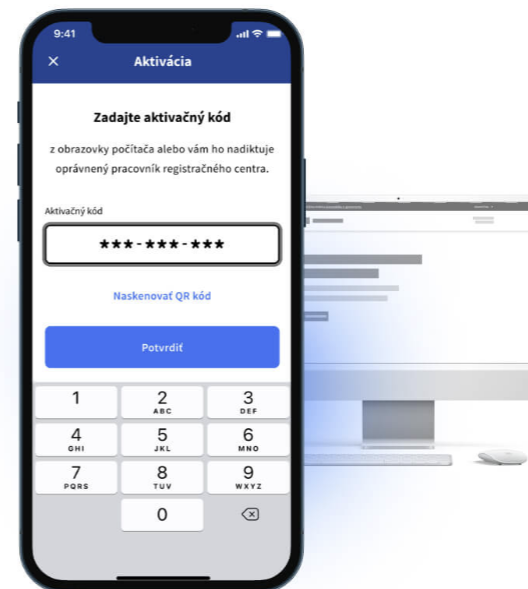 9:41
Aktivácia
Zadajte aktivačný kód
z obrazovky počítača alebo vám ho nadiktuje
oprávnený pracovník registračného centra.
Aktivačný kód
***-***-***
Naskenovať QR kód
Potvrdiť
1 2 3
ABC DEF
4 5 6
GHI JKL MNO
7 8 9
PQRS TUV WXYZ
0